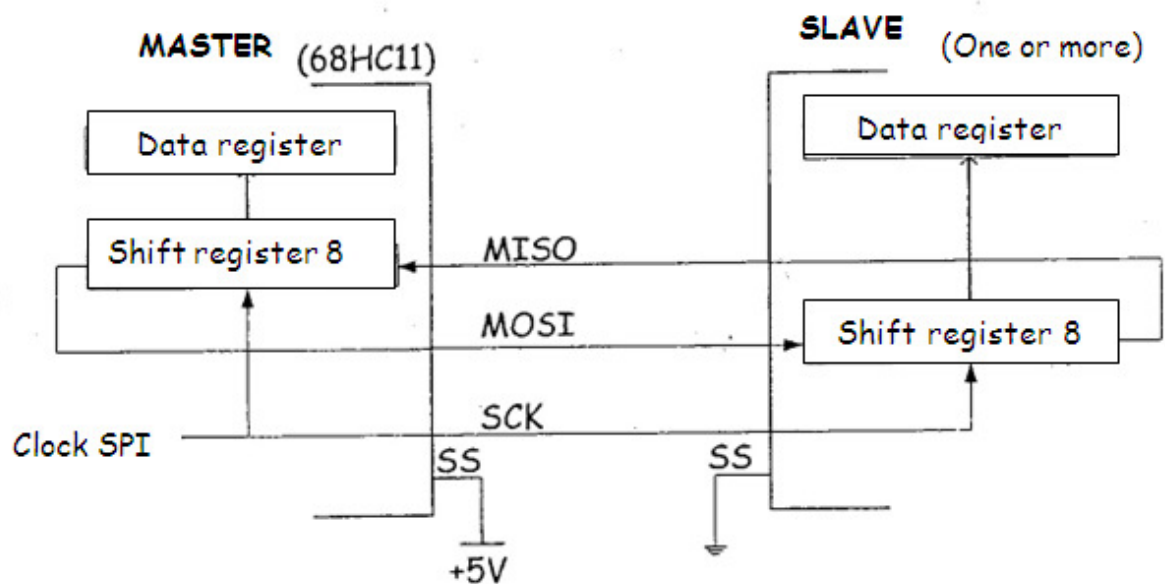 MASTER (68HC11)
SLAVE (One or more)
Data register
Data register
Shift register 8
MISO
MOSI
Shift register 8
SCK
Clock SPI
SS
SS
+5V